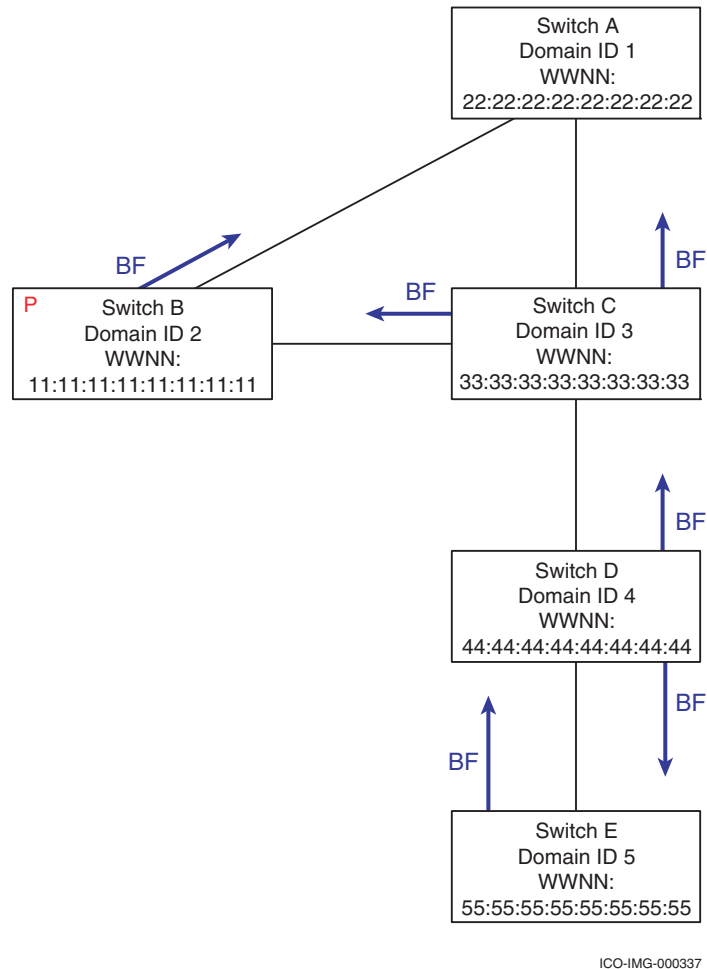 Switch A
Domain ID 1
WWNN:
22:22:22:22:22:22:22:22
BF
BF
BF
P
Switch B
Domain ID 2
WWNN:
11:11:11:11:11:11:11:11
Switch C
Domain ID 3
WWNN:
33:33:33:33:33:33:33:33
BF
Switch D
Domain ID 4
WWNN:
44:44:44:44:44:44:44:44
BF
BF
Switch E
Domain ID 5
WWNN:
55:55:55:55:55:55:55:55
ICO-IMG-000337